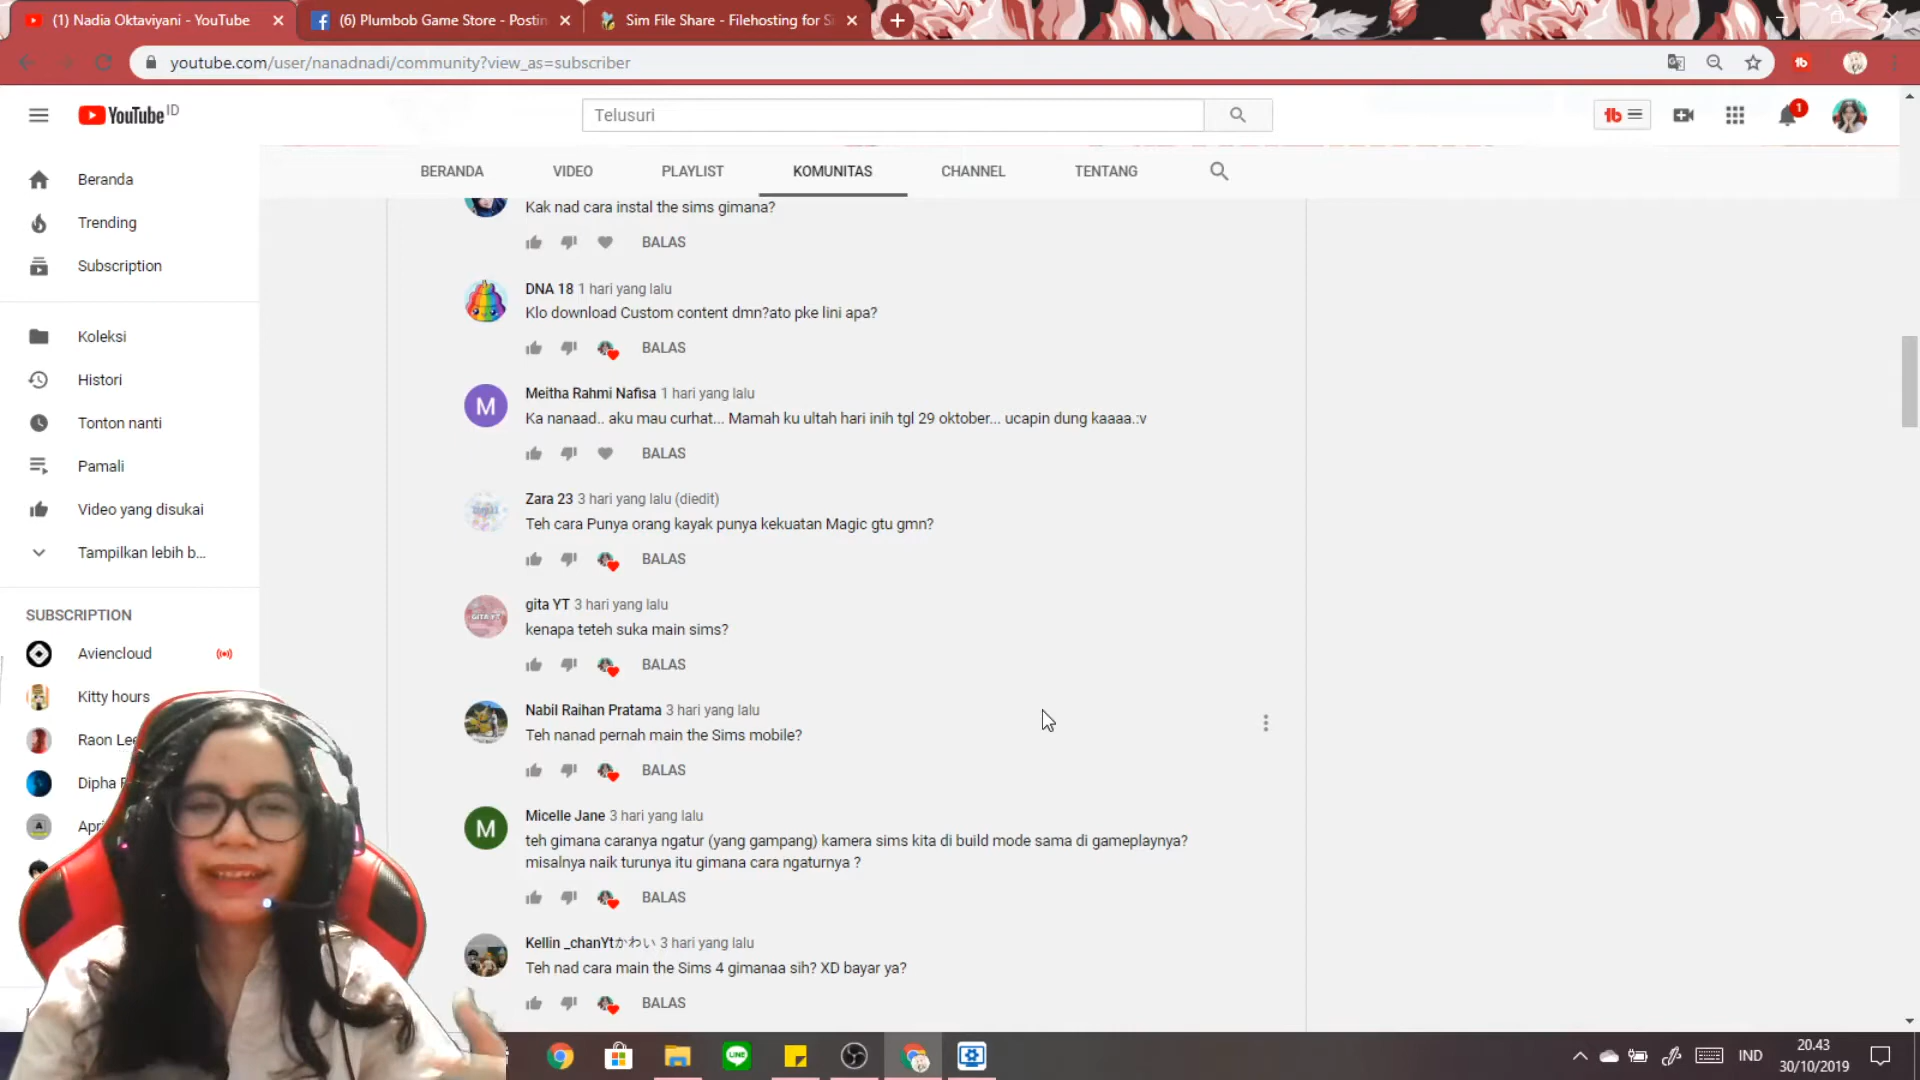 (1) Nadia Oktaviyani - YouTube
(6) Plumbob Game Store - Postin
Sim File Share - Filehosting for S
youtube.com/user/nanadnadi/community?view_as=subscriber
YouTube ID
Telusuri
1
BERANDA VIDEO PLAYLIST KOMUNITAS CHANNEL TENTANG
Beranda
Trending
Subscription
Koleksi
Histori
Tonton nanti
Pamali
Video yang disukai
Tampilkan lebih b...
SUBSCRIPTION
Aviencloud
Kitty hours
Raon Lee
Dipha
Apri
Kak nad cara instal the sims gimana?
BALAS
DNA 18 1 hari yang lalu
Klo download Custom content dmn?ato pke lini apa?
BALAS
M
Meitha Rahmi Nafisa 1 hari yang lalu
Ka nanaad.. aku mau curhat... Mamah ku ultah hari inih tgl 29 oktober... ucapin dung kaaaa.:v
BALAS
Zara 23 3 hari yang lalu (diedit)
Teh cara Punya orang kayak punya kekuatan Magic gtu gmn?
BALAS
GITA YT
gita YT 3 hari yang lalu
kenapa teteh suka main sims?
BALAS
Nabil Raihan Pratama 3 hari yang lalu
Teh nanad pernah main the Sims mobile?
BALAS
M
Micelle Jane 3 hari yang lalu
teh gimana caranya ngatur (yang gampang) kamera sims kita di build mode sama di gameplaynya?
misalnya naik turunya itu gimana cara ngaturnya ?
BALAS
Kellin _chanYtかわい 3 hari yang lalu
Teh nad cara main the Sims 4 gimanaa sih? XD bayar ya?
BALAS
LINE
IND
20.43
30/10/2019